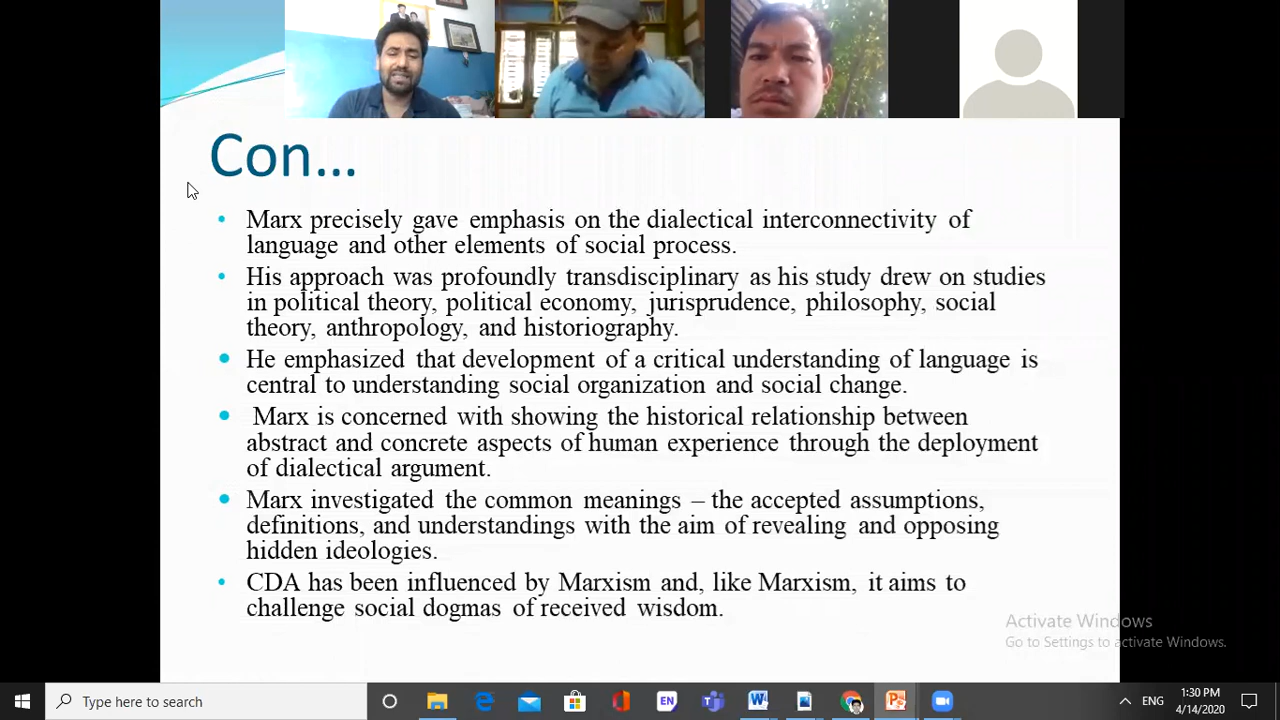 Con...
• Marx precisely gave emphasis on the dialectical interconnectivity of
language and other elements of social process.
• His approach was profoundly transdisciplinary as his study drew on studies
in political theory, political economy, jurisprudence, philosophy, social
theory, anthropology, and historiography.
• He emphasized that development of a critical understanding of language is
central to understanding social organization and social change.
• Marx is concerned with showing the historical relationship between
abstract and concrete aspects of human experience through the deployment
of dialectical argument.
• Marx investigated the common meanings – the accepted assumptions,
definitions, and understandings with the aim of revealing and opposing
hidden ideologies.
• CDA has been influenced by Marxism and, like Marxism, it aims to
challenge social dogmas of received wisdom.
Activate Windows
Go to Settings to activate Windows.
Type here to search
EN
ENG
1:30 PM
4/14/2020